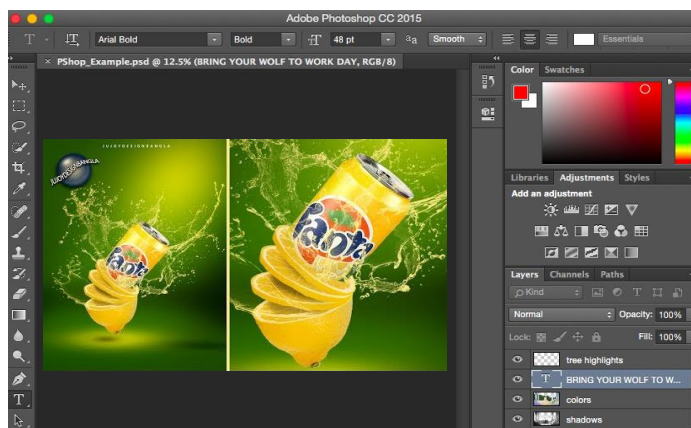 Adobe Photoshop CC 2015
T Arial Bold Bold 48 pt aa Smooth Essentials
× PShop_Example.psd @ 12.5% (BRING YOUR WOLF TO WORK DAY, RGB/8)
Color Swatches
JUJOYDESIGNBANGLA
JUJOYDESIGNBANGLA
Fanta
Fanta
Libraries Adjustments Styles
Add an adjustment
Layers Channels Paths
Kind
Normal Opacity: 100%
Lock: Fill: 100%
tree highlights
T BRING YOUR WOLF TO W...
colors
shadows